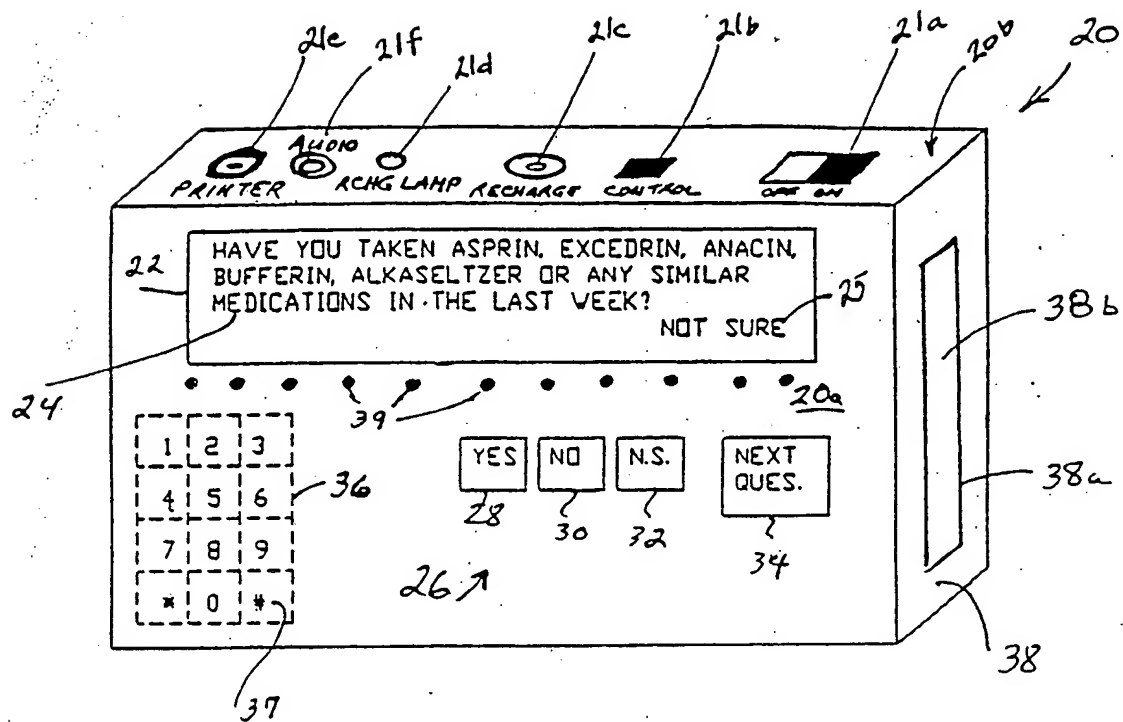 21e 21f 21d 21c 21b 21a 20b 20
AUDIO
PRINTER RCHG LAMP RECHARGE CONTROL OFF ON
22
HAVE YOU TAKEN ASPRIN, EXCEDRIN, ANACIN,
BUFFERIN, ALKASELTZER OR ANY SIMILAR
MEDICATIONS IN THE LAST WEEK?
NOT SURE
25
38b
24 39 20a
1 2 3
YES NO N.S. NEXT
QUES.
38a
4 5 6 36
28 30 32 34
7 8 9
26
* 0 #
38
37